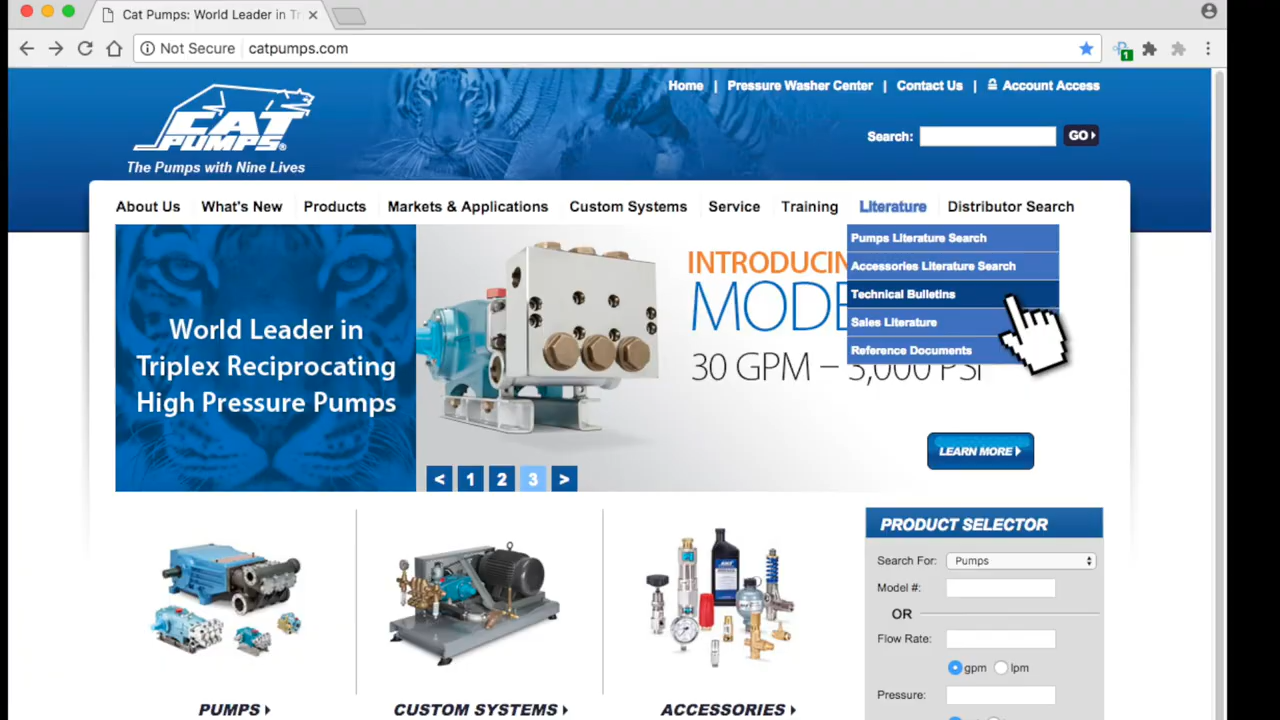 Cat Pumps: World Leader in Tr
Not Secure
catpumps.com
1
Home | Pressure Washer Center | Contact Us | Account Access
CAT
PUMPS®
The Pumps with Nine Lives
Search:
GO
About Us
What's New
Products
Markets & Applications
Custom Systems
Service
Training
Literature
Distributor Search
Pumps Literature Search
Accessories Literature Search
Technical Bulletins
Sales Literature
Reference Documents
World Leader in
Triplex Reciprocating
High Pressure Pumps
INTRODUCIN
MODE
30 GPM – 3,000 PSI
LEARN MORE
< 1 2 3 >
PUMPS
CUSTOM SYSTEMS
ACCESSORIES
PRODUCT SELECTOR
Search For: Pumps
Model #:
OR
Flow Rate:
gpm lpm
Pressure: